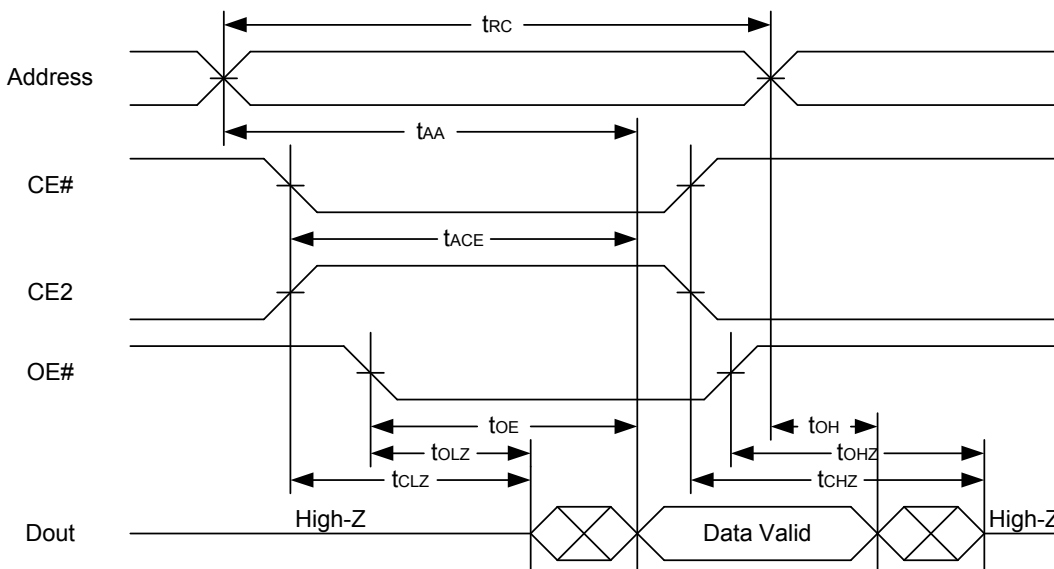 tRC
Address
tAA
CE#
tACE
CE2
OE#
tOE
tOH
tOLZ
tOHZ
tCLZ
tCHZ
High-Z
High-Z
Dout
Data Valid